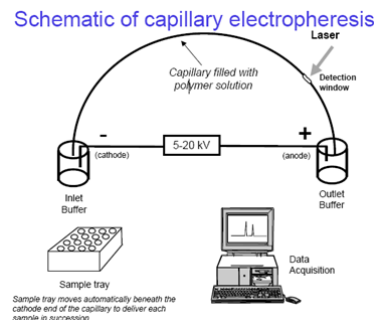 Schematic of capillary electropheresis
Laser
Capillary filled with
polymer solution
Detection
window
-
+
(cathode)
5-20 kV
(anode)
Inlet
Buffer
Outlet
Buffer
Sample tray
Data
Acquisition
Sample tray moves automatically beneath the
cathode end of the capillary to deliver each
sample in succession